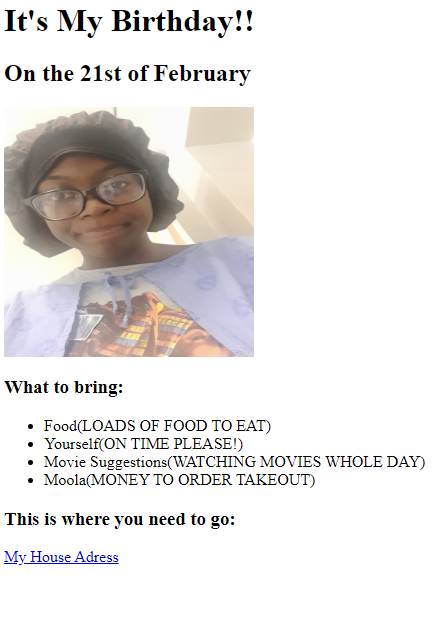 It's My Birthday!!
On the 21st of February
What to bring:
Food(LOADS OF FOOD TO EAT)
Yourself(ON TIME PLEASE!)
Movie Suggestions(WATCHING MOVIES WHOLE DAY)
Moola(MONEY TO ORDER TAKEOUT)
This is where you need to go:
My House Adress